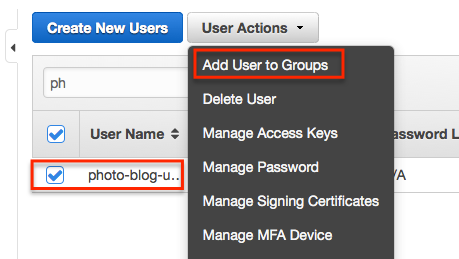 Create New Users
User Actions
Add User to Groups
ph
Delete User
User Name
Manage Access Keys
assword L
photo-blog-u...
Manage Password
/A
Manage Signing Certificates
Manage MFA Device